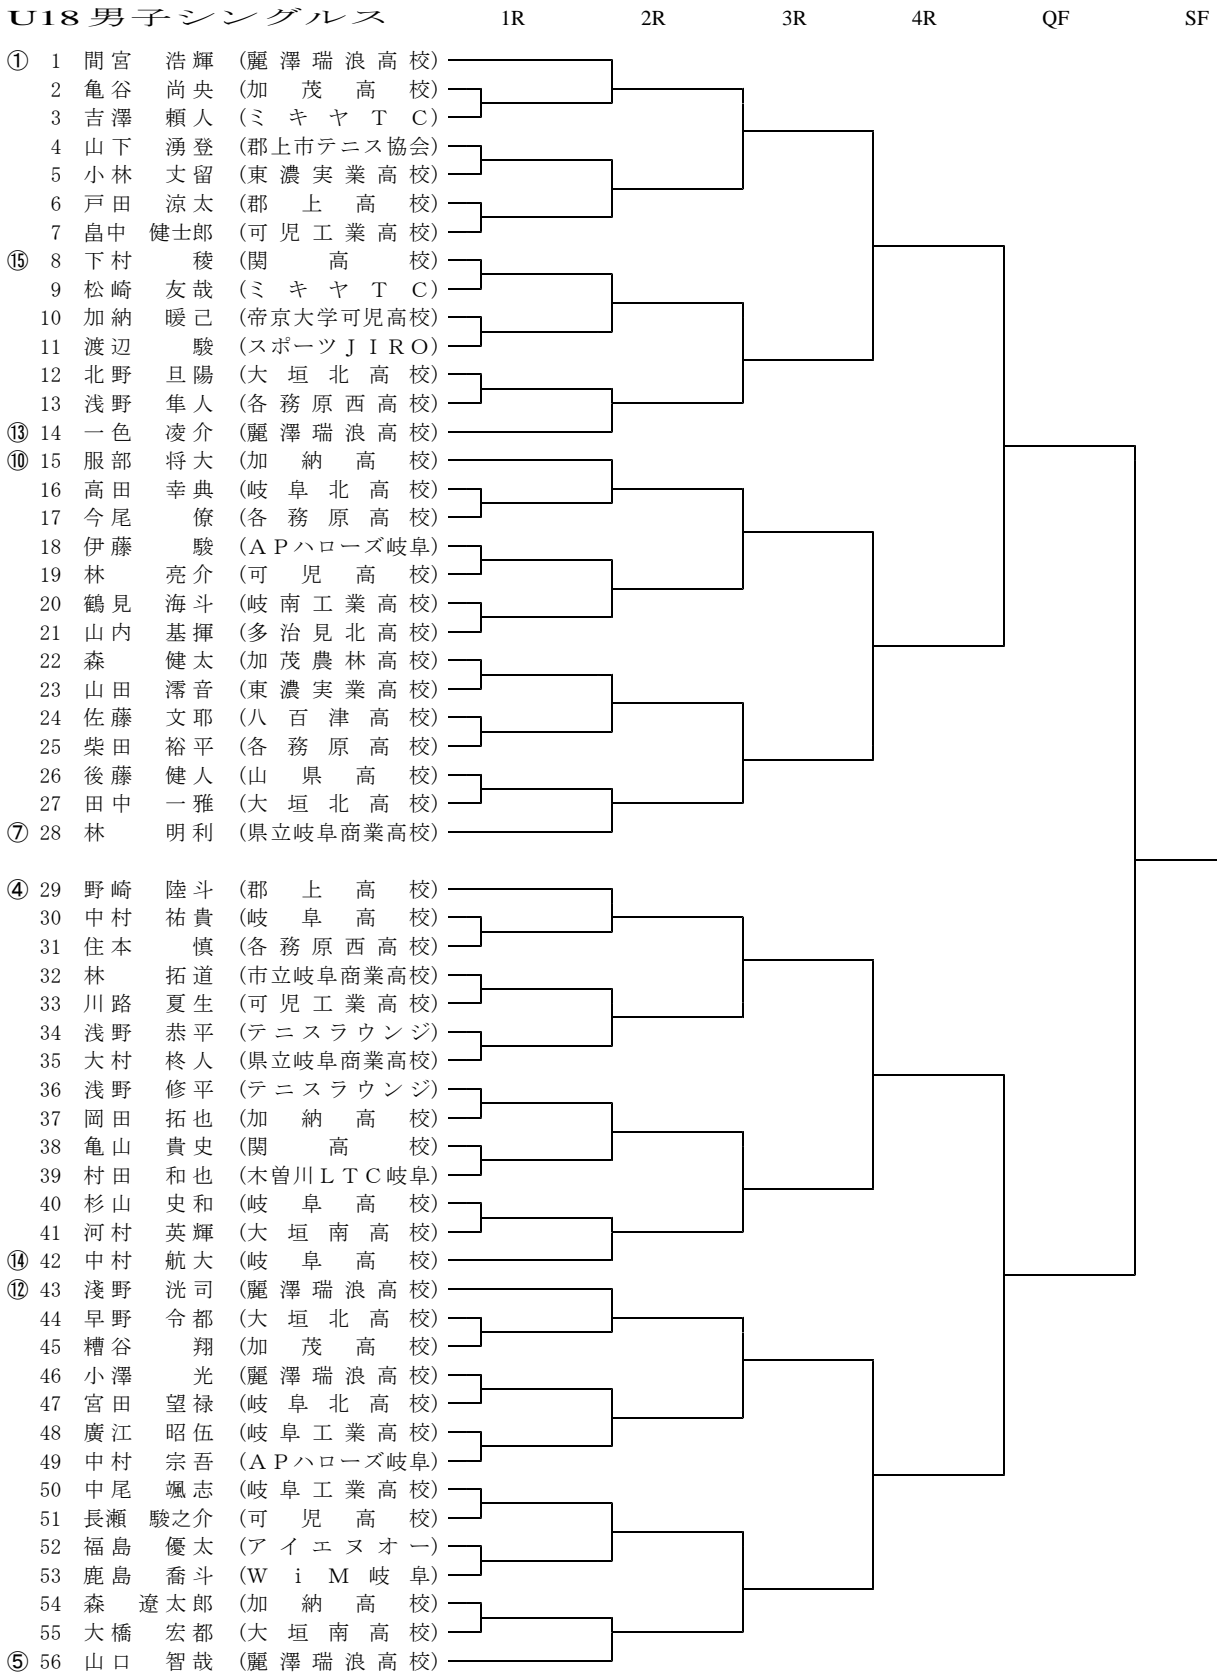 U18男子シングルス 1R 2R 3R 4R QF SF
① 1 間宮 浩輝 (麗澤瑞浪高校)
2 亀谷 尚央 (加茂高校)
3 吉澤 頼人 (ミキヤTC)
4 山下 湧登 (郡上市テニス協会)
5 小林 丈留 (東濃実業高校)
6 戸田 涼太 (郡上高校)
7 畠中 健士郎 (可児工業高校)
⑮ 8 下村 稜 (関高校)
9 松崎 友哉 (ミキヤTC)
10 加納 暖己 (帝京大学可児高校)
11 渡辺 駿 (スポーツJIRO)
12 北野 旦陽 (大垣北高校)
13 浅野 隼人 (各務原西高校)
⑬ 14 一色 凌介 (麗澤瑞浪高校)
⑩ 15 服部 将大 (加納高校)
16 高田 幸典 (岐阜北高校)
17 今尾 僚 (各務原高校)
18 伊藤 駿 (APハローズ岐阜)
19 林 亮介 (可児高校)
20 鶴見 海斗 (岐南工業高校)
21 山内 基揮 (多治見北高校)
22 森 健太 (加茂農林高校)
23 山田 澪音 (東濃実業高校)
24 佐藤 文耶 (八百津高校)
25 柴田 裕平 (各務原高校)
26 後藤 健人 (山県高校)
27 田中 一雅 (大垣北高校)
⑦ 28 林 明利 (県立岐阜商業高校)
④ 29 野崎 陸斗 (郡上高校)
30 中村 祐貴 (岐阜高校)
31 住本 慎 (各務原西高校)
32 林 拓道 (市立岐阜商業高校)
33 川路 夏生 (可児工業高校)
34 浅野 恭平 (テニスラウンジ)
35 大村 柊人 (県立岐阜商業高校)
36 浅野 修平 (テニスラウンジ)
37 岡田 拓也 (加納高校)
38 亀山 貴史 (関高校)
39 村田 和也 (木曽川LTC岐阜)
40 杉山 史和 (岐阜高校)
41 河村 英輝 (大垣南高校)
⑭ 42 中村 航大 (岐阜高校)
⑫ 43 淺野 洸司 (麗澤瑞浪高校)
44 早野 令都 (大垣北高校)
45 糟谷 翔 (加茂高校)
46 小澤 光 (麗澤瑞浪高校)
47 宮田 望禄 (岐阜北高校)
48 廣江 昭伍 (岐阜工業高校)
49 中村 宗吾 (APハローズ岐阜)
50 中尾 颯志 (岐阜工業高校)
51 長瀬 駿之介 (可児高校)
52 福島 優太 (アイエヌオー)
53 鹿島 喬斗 (WiM岐阜)
54 森 遼太郎 (加納高校)
55 大橋 宏都 (大垣南高校)
⑤ 56 山口 智哉 (麗澤瑞浪高校)